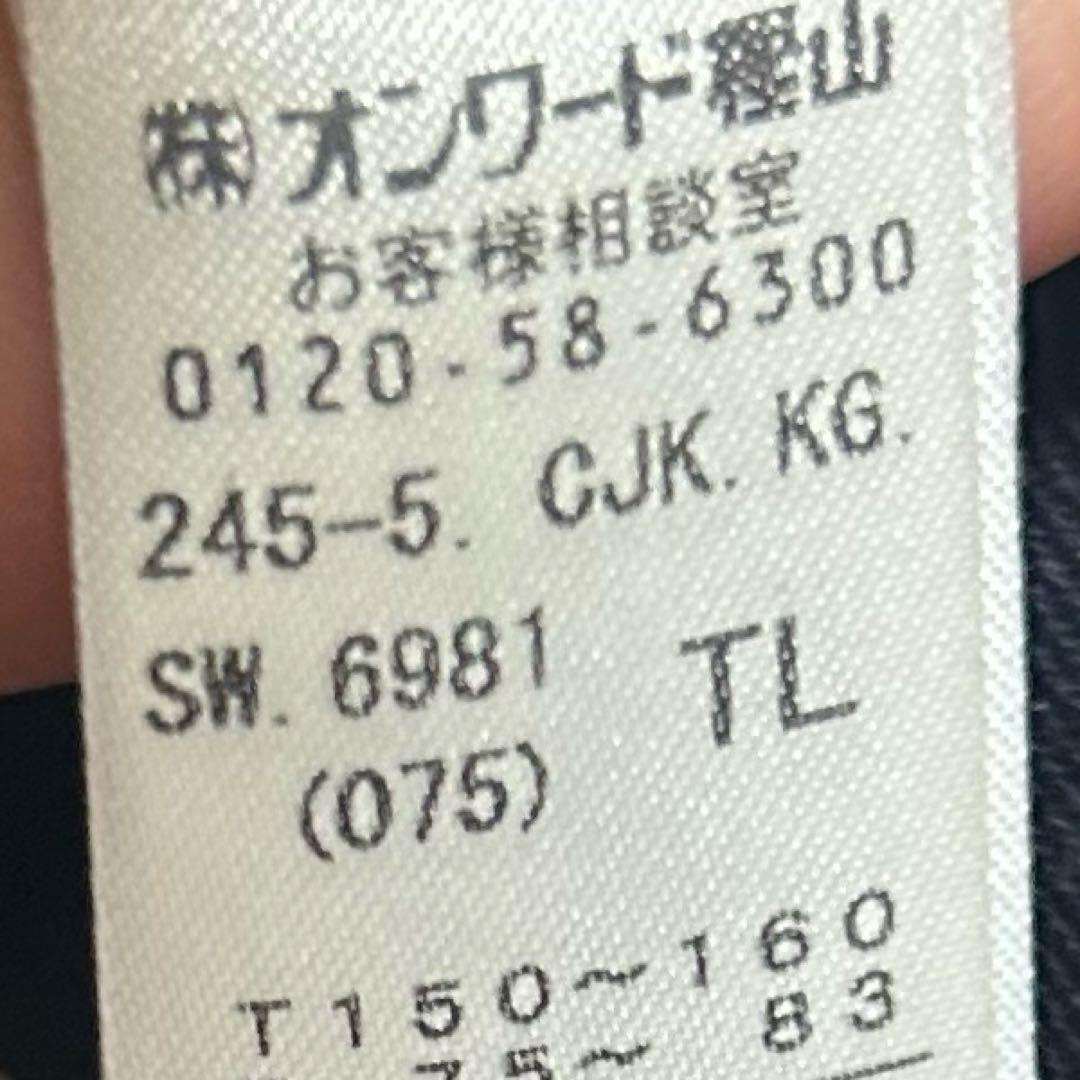 ㈱オンワード樫山
お客様相談室
0120-58-6300
245-5. CJK. KG.
SW. 6981 TL
(075)
T150〜160
75〜 83